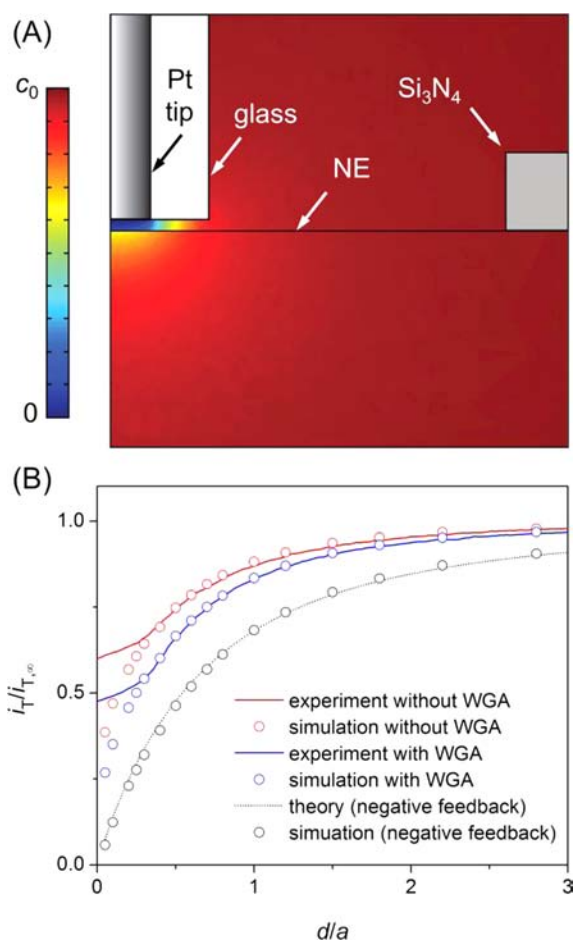 (A)
c0
0
Pt
tip
glass
NE
Si3N4
(B)
iT/iT,∞
1.0
0.5
0.0
experiment without WGA
simulation without WGA
experiment with WGA
simulation with WGA
theory (negative feedback)
simuation (negative feedback)
0
1
2
3
d/a